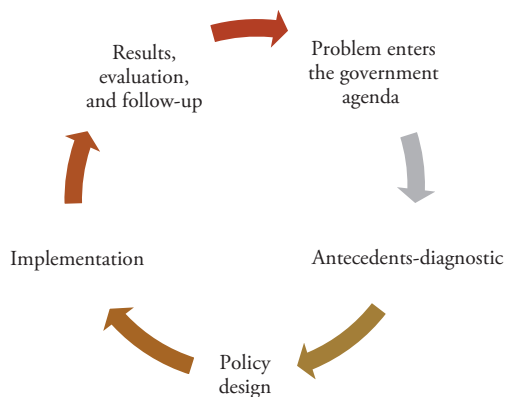 Results,
evaluation,
and follow-up
Problem enters
the government
agenda
Implementation
Antecedents-diagnostic
Policy
design